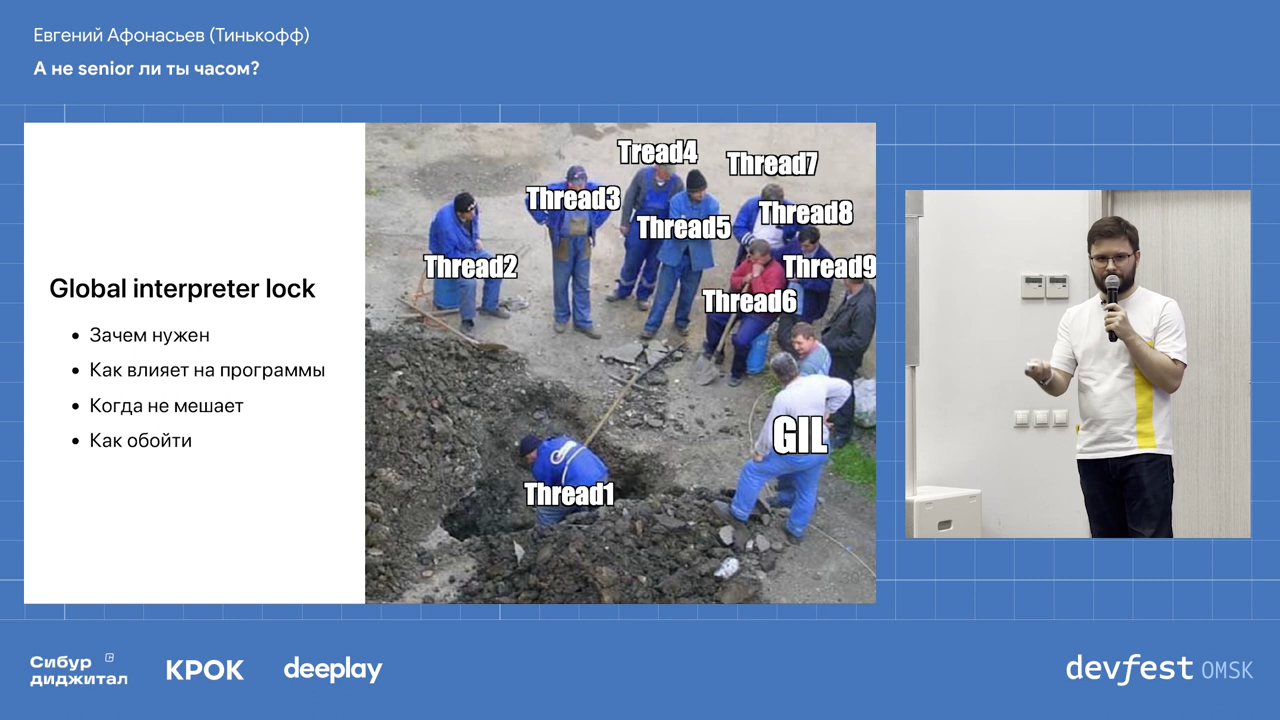 Евгений Афонасьев (Тинькофф)
А не senior ли ты часом?
Global interpreter lock
• Зачем нужен
• Как влияет на программы
• Когда не мешает
• Как обойти
Tread4
Thread7
Thread3
Thread8
Thread5
Thread2
Thread9
Thread6
GIL
Thread1
Сибур
диджитал
КРОК
deeplay
devfest OMSK